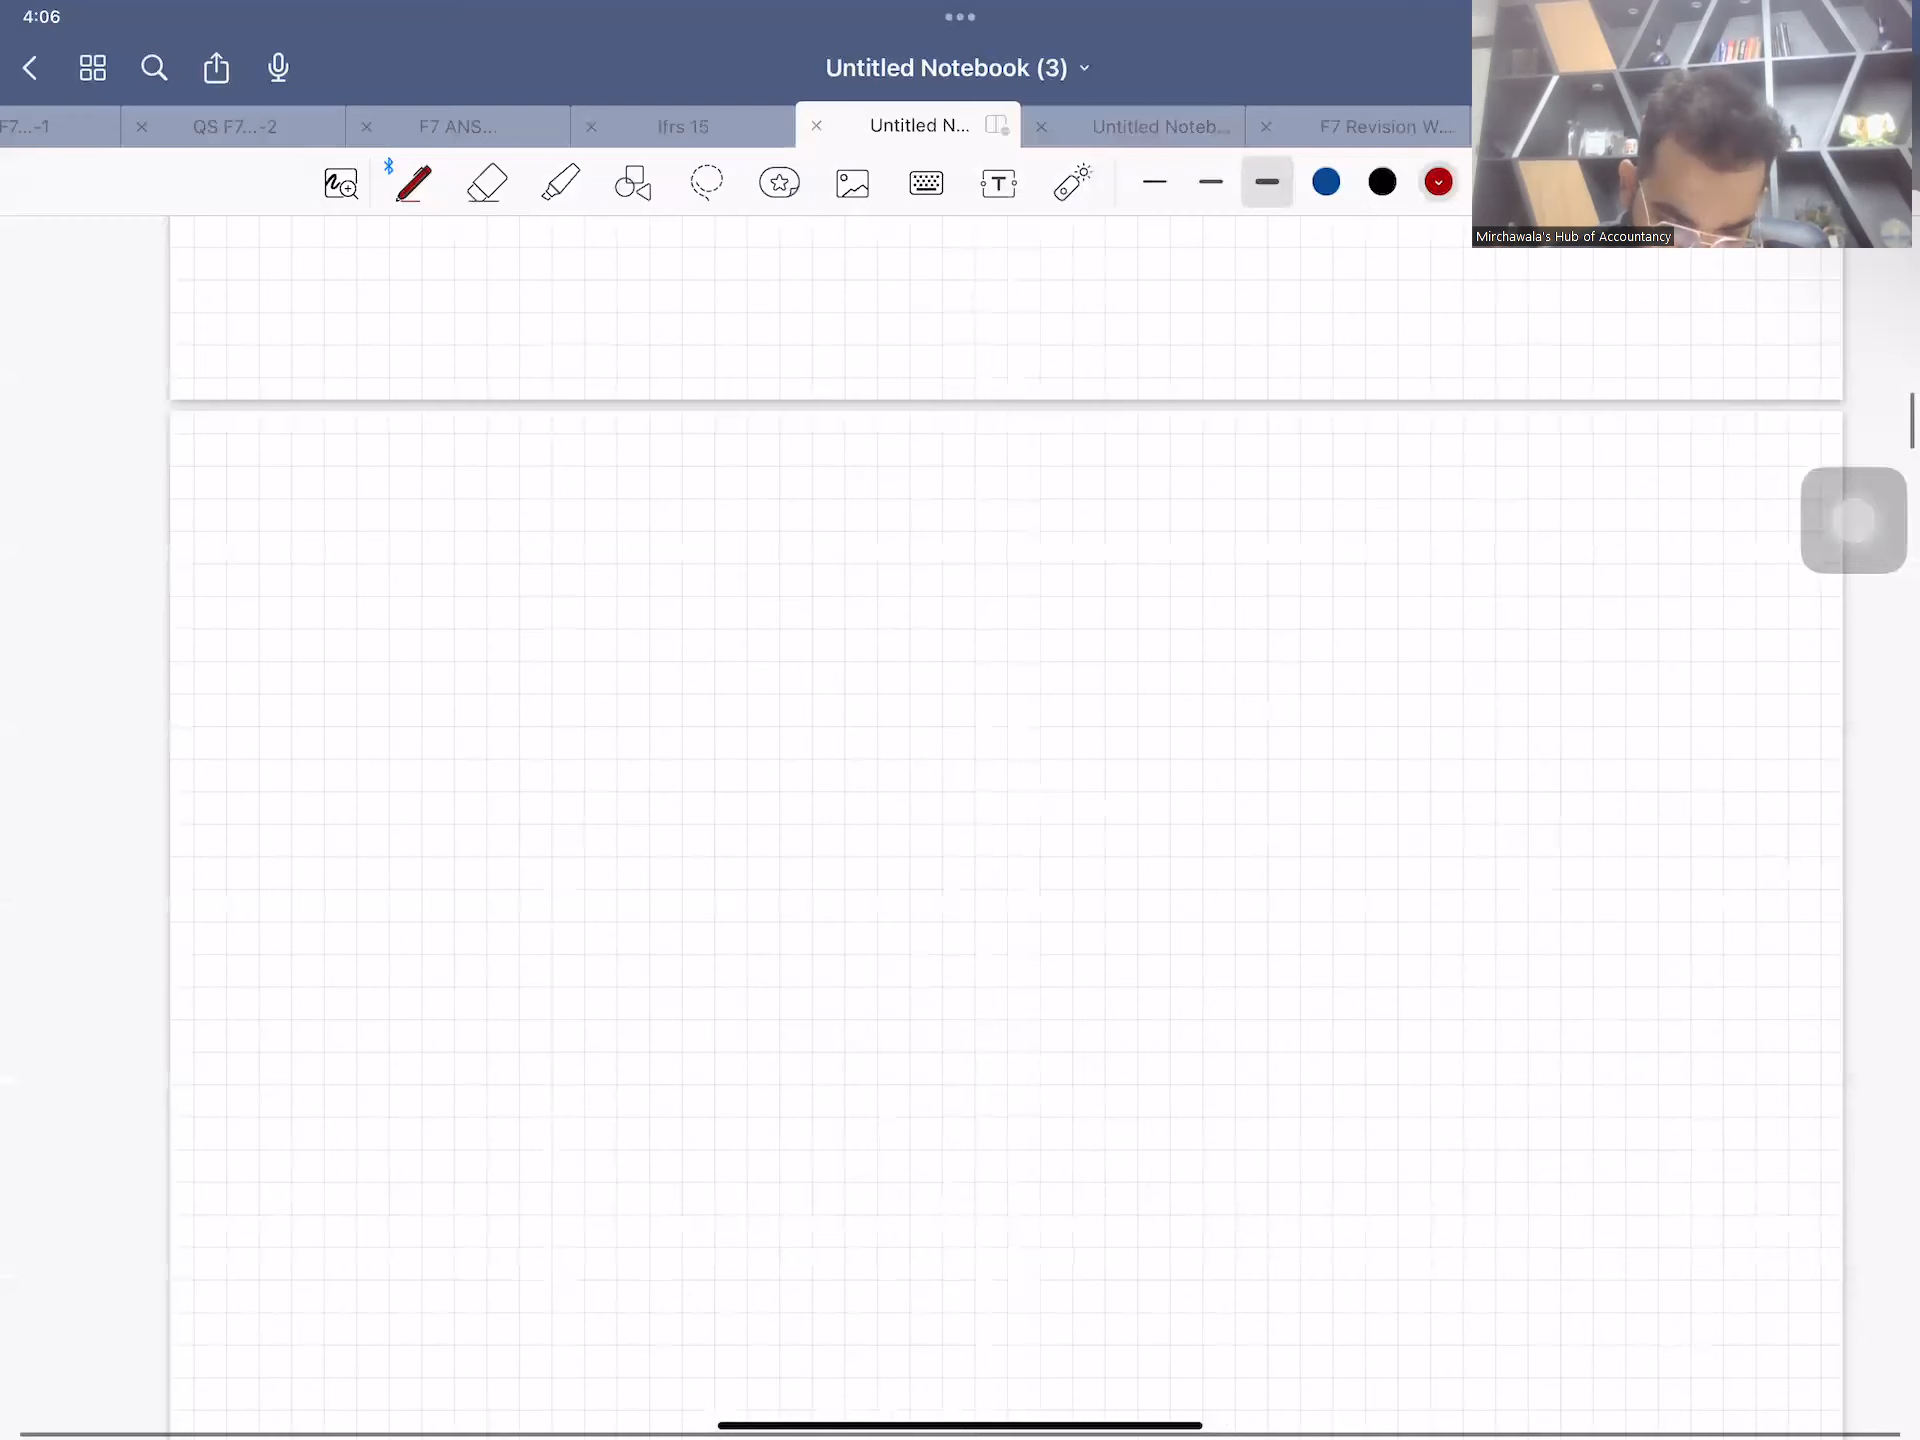 4:06
Untitled Notebook (3)
F7...-1
QS F7...-2
F7 ANS...
Ifrs 15
Untitled N...
Untitled Noteb...
F7 Revision W...
T
Mirchawala's Hub of Accountancy